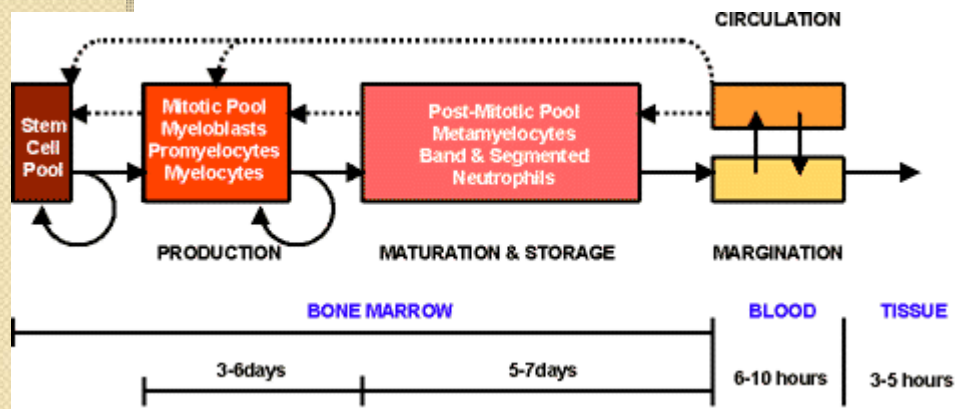 CIRCULATION
Stem
Cell
Pool
Mitotic Pool
Myeloblasts
Promyelocytes
Myelocytes
Post-Mitotic Pool
Metamyelocytes
Band & Segmented
Neutrophils
PRODUCTION
MATURATION & STORAGE
MARGINATION
BONE MARROW
BLOOD
TISSUE
3-6days
5-7days
6-10 hours
3-5 hours